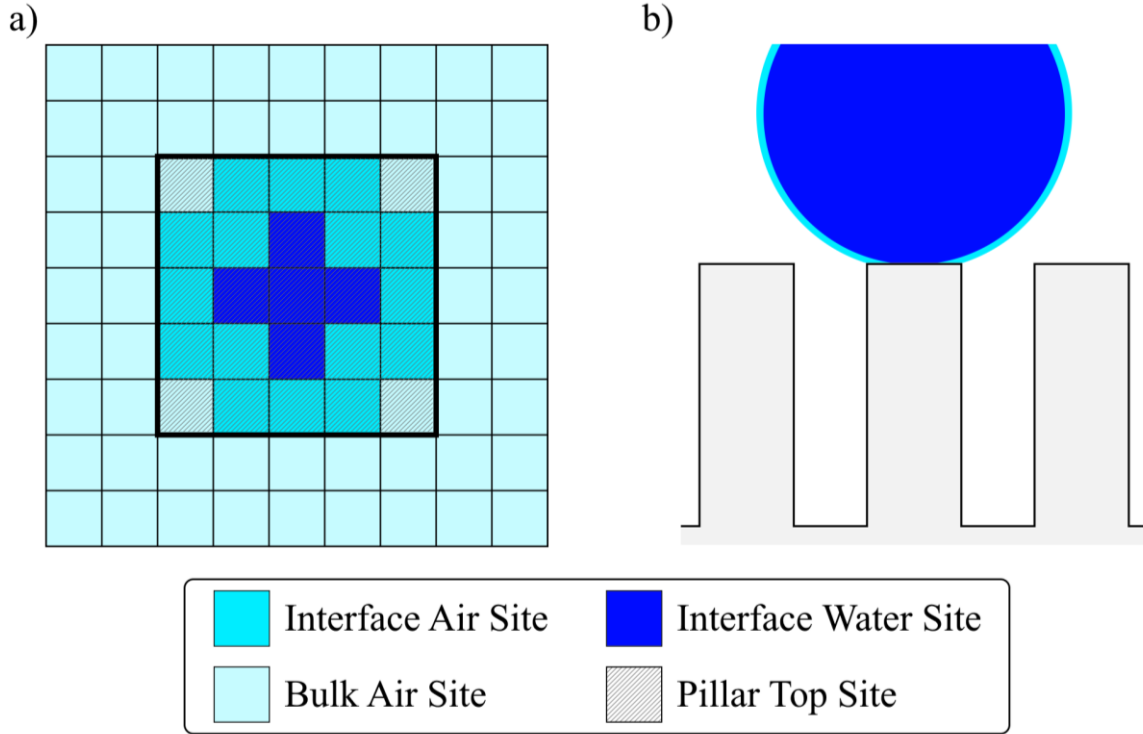 a)
b)
Interface Air Site
Interface Water Site
Bulk Air Site
Pillar Top Site